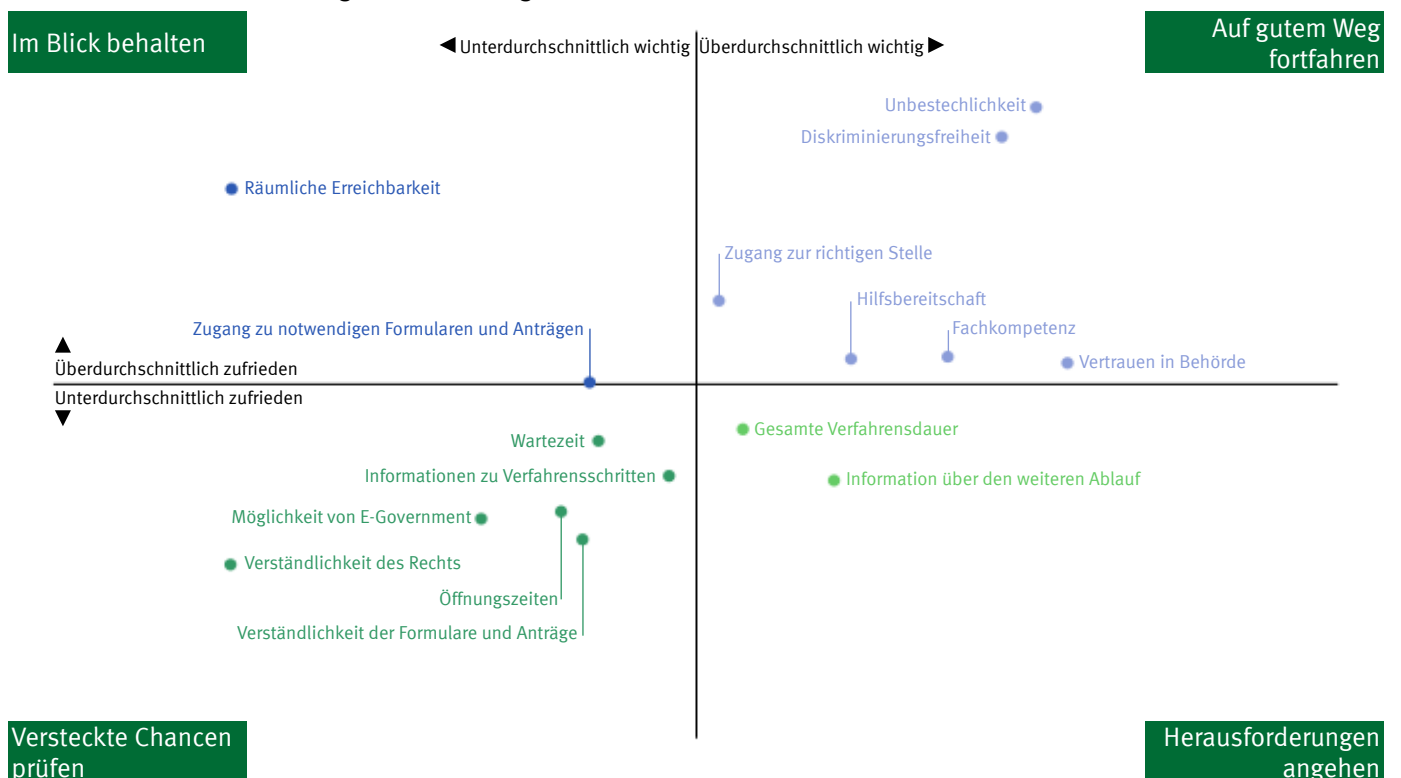 Im Blick behalten
◄ Unterdurchschnittlich wichtig
Überdurchschnittlich wichtig ►
Auf gutem Weg
fortfahren
Unbestechlichkeit
Diskriminierungsfreiheit
Räumliche Erreichbarkeit
Zugang zur richtigen Stelle
Hilfsbereitschaft
Zugang zu notwendigen Formularen und Anträgen
Fachkompetenz
▲
Überdurchschnittlich zufrieden
Vertrauen in Behörde
Unterdurchschnittlich zufrieden
▼
Gesamte Verfahrensdauer
Wartezeit
Informationen zu Verfahrensschritten
Information über den weiteren Ablauf
Möglichkeit von E-Government
Verständlichkeit des Rechts
Öffnungszeiten
Verständlichkeit der Formulare und Anträge
Versteckte Chancen
prüfen
Herausforderungen
angehen